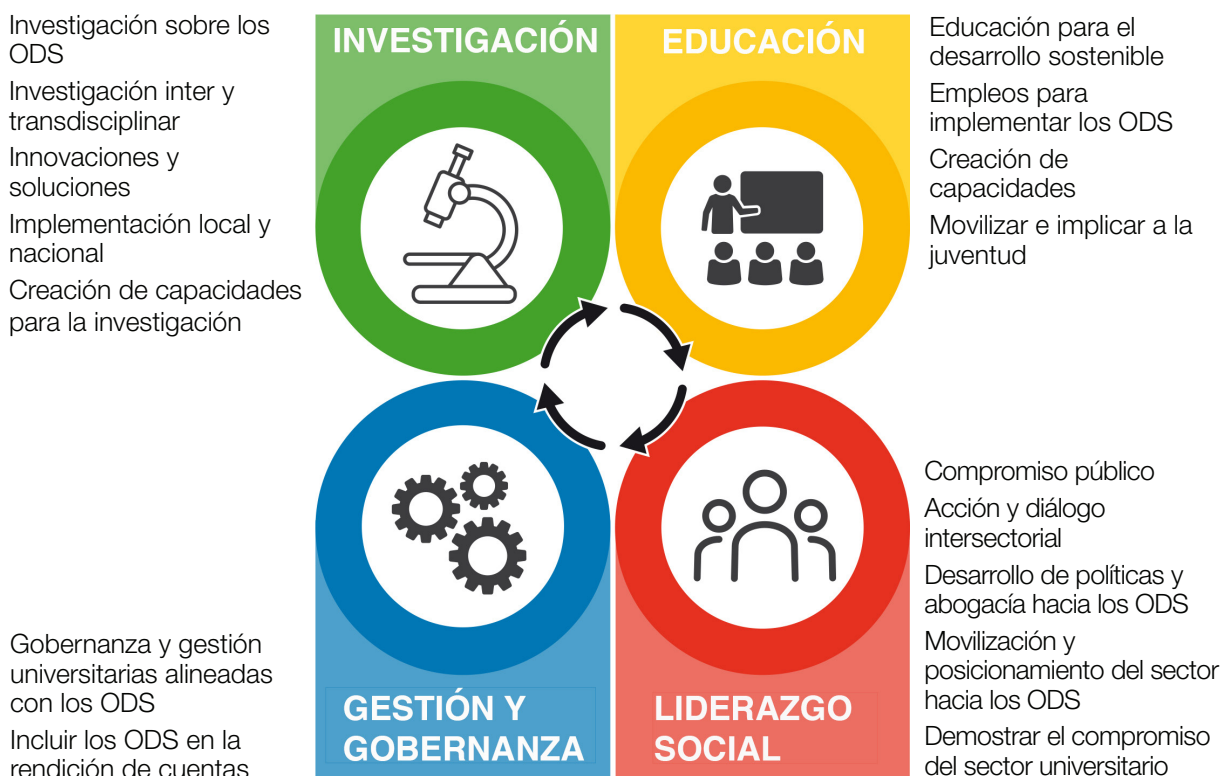 Investigación sobre los
ODS
Investigación inter y
transdisciplinar
Innovaciones y
soluciones
Implementación local y
nacional
Creación de capacidades
para la investigación
INVESTIGACIÓN
EDUCACIÓN
Educación para el
desarrollo sostenible
Empleos para
implementar los ODS
Creación de
capacidades
Movilizar e implicar a la
juventud
Gobernanza y gestión
universitarias alineadas
con los ODS
Incluir los ODS en la
rendición de cuentas
GESTIÓN Y
GOBERNANZA
LIDERAZGO
SOCIAL
Compromiso público
Acción y diálogo
intersectorial
Desarrollo de políticas y
abogacía hacia los ODS
Movilización y
posicionamiento del sector
hacia los ODS
Demostrar el compromiso
del sector universitario